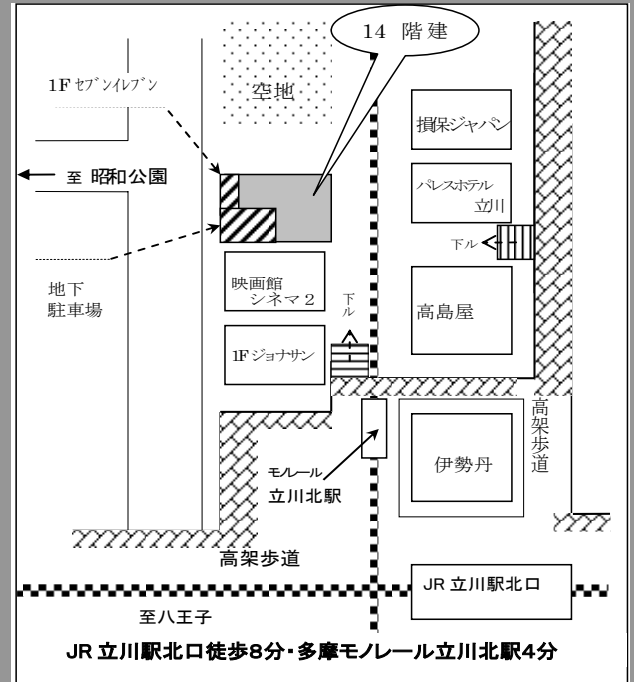 14 階建
1F ｾﾌﾞﾝｲﾚﾌﾞﾝ
空地
損保ジャパン
至 昭和公園
パレスホテル
立川
下ル
地下
駐車場
映画館
シネマ2
下
ル
高島屋
1F ジョナサン
高架歩道
伊勢丹
ﾓﾉﾚｰﾙ
立川北駅
高架歩道
JR 立川駅北口
至八王子
JR 立川駅北口徒歩8分・多摩モノレール立川北駅4分